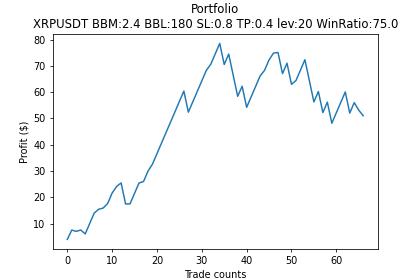 Portfolio
XRPUSDT BBM:2.4 BBL:180 SL:0.8 TP:0.4 lev:20 WinRatio:75.0
80
70
60
50
40
30
20
10
Profit ($)
0 10 20 30 40 50 60
Trade counts